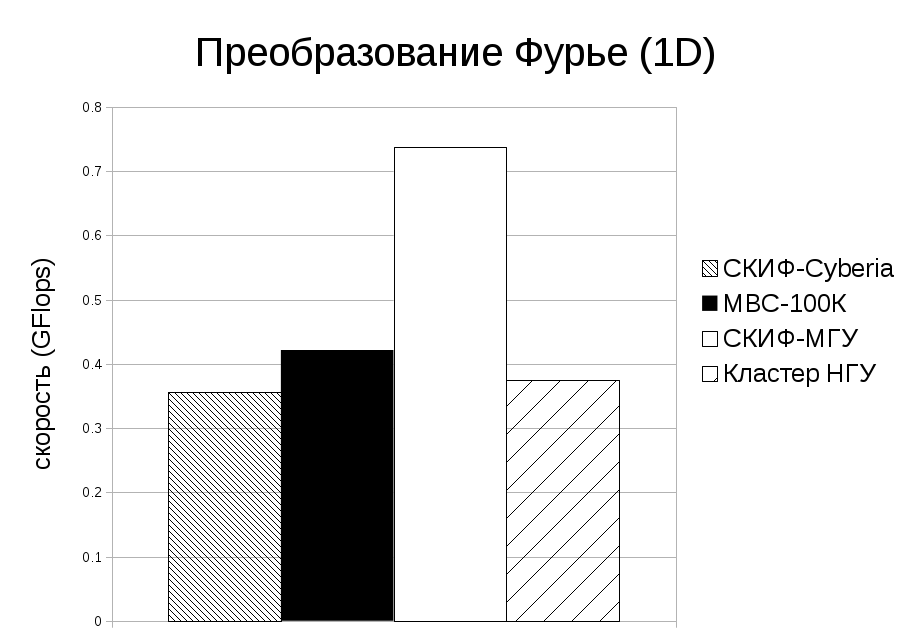 Преобразование Фурье (1D)
0.8
0.7
0.6
0.5
0.4
0.3
0.2
0.1
0
скорость (GFlops)
СКИФ-Cyberia
МВС-100К
СКИФ-МГУ
Кластер НГУ